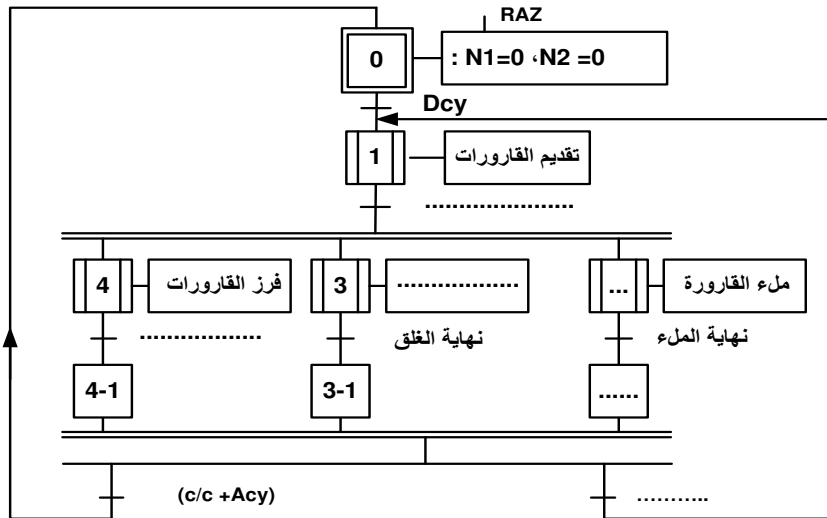 RAZ
0
: N1=0 ،N2 =0
Dcy
1
تقديم القارورات
......................
4
فرز القارورات
3
..................
...
ملء القارورة
..................
نهاية الغلق
نهاية الملء
4-1
3-1
......
(c/c +Acy)
...........